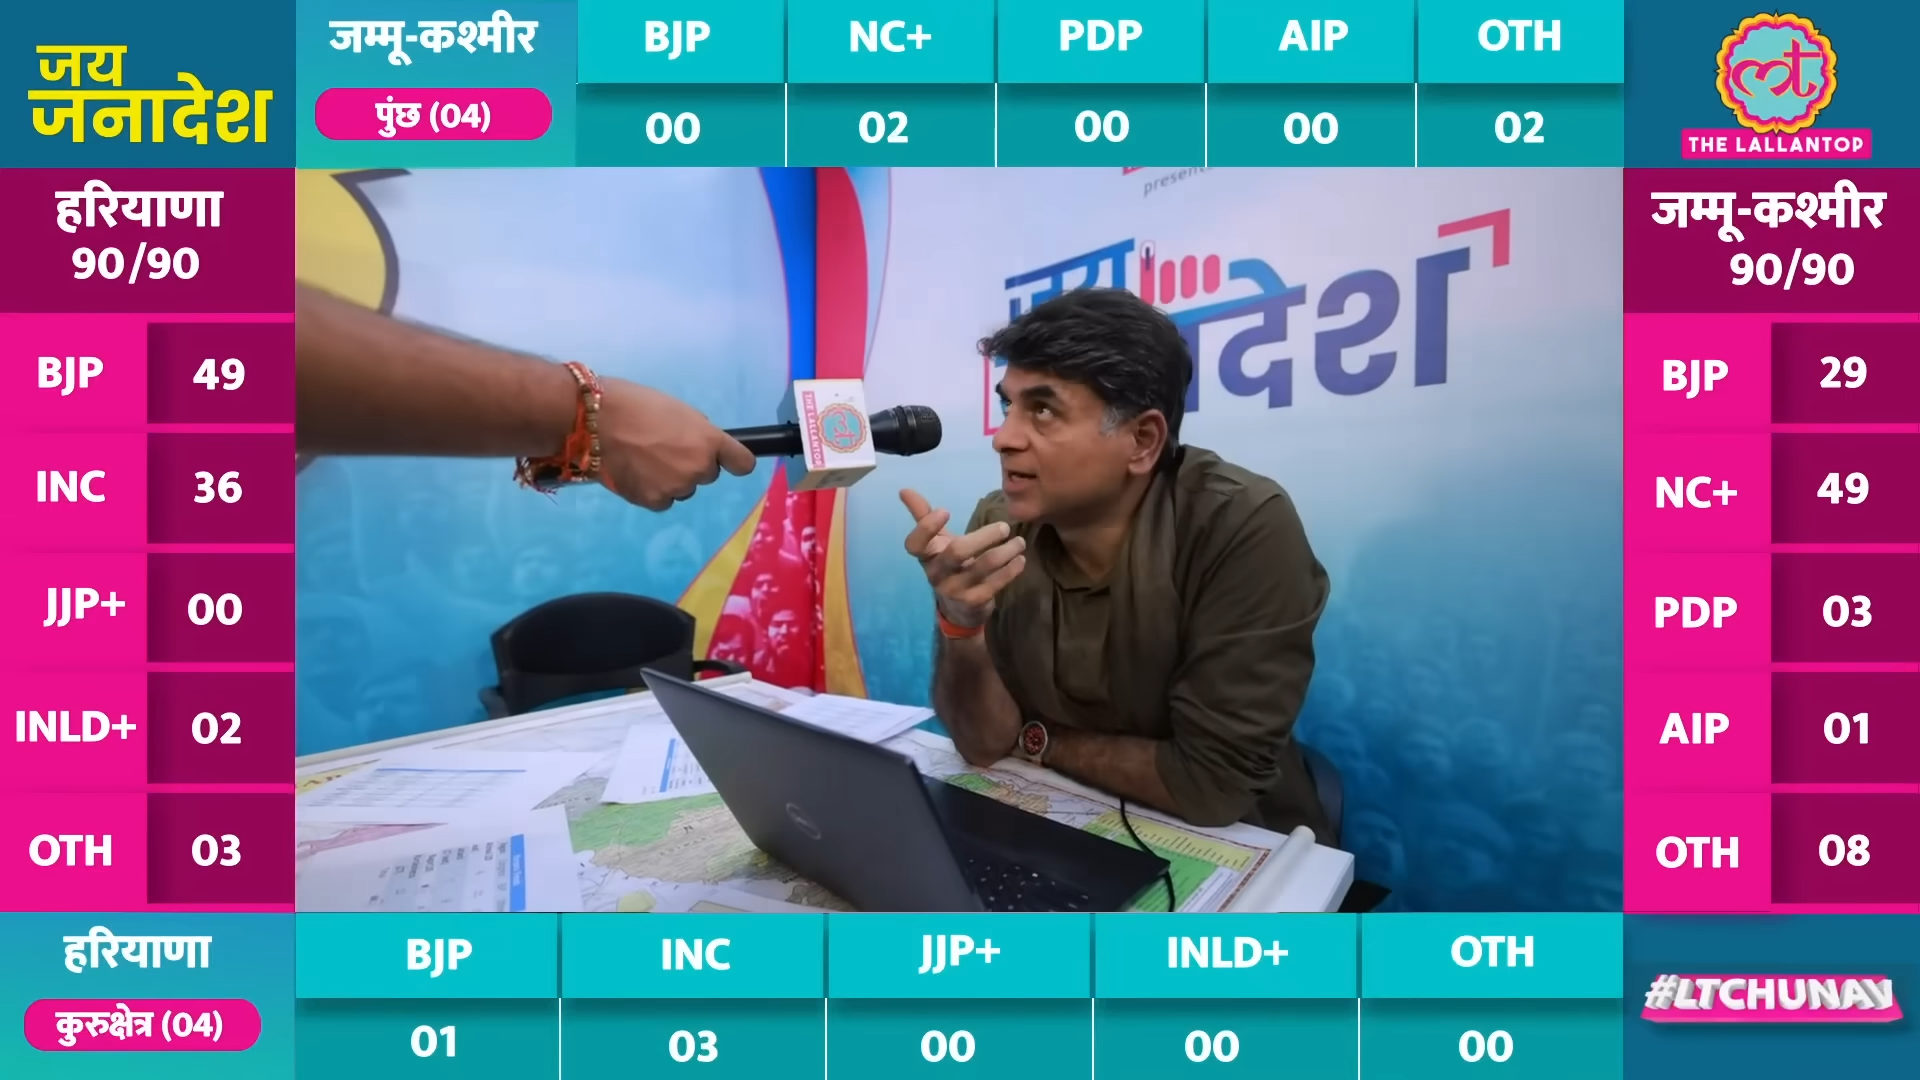 जय
जनादेश
जम्मू-कश्मीर
पुंछ (04)
BJP NC+ PDP AIP OTH
00 02 00 00 02
THE LALLANTOP
हरियाणा
90/90
BJP 49
INC 36
JJP+ 00
INLD+ 02
OTH 03
जय
THE LALLANTOP
जम्मू-कश्मीर
90/90
BJP 29
NC+ 49
PDP 03
AIP 01
OTH 08
हरियाणा
कुरुक्षेत्र (04)
BJP INC JJP+ INLD+ OTH
01 03 00 00 00
#LTCHUNAV